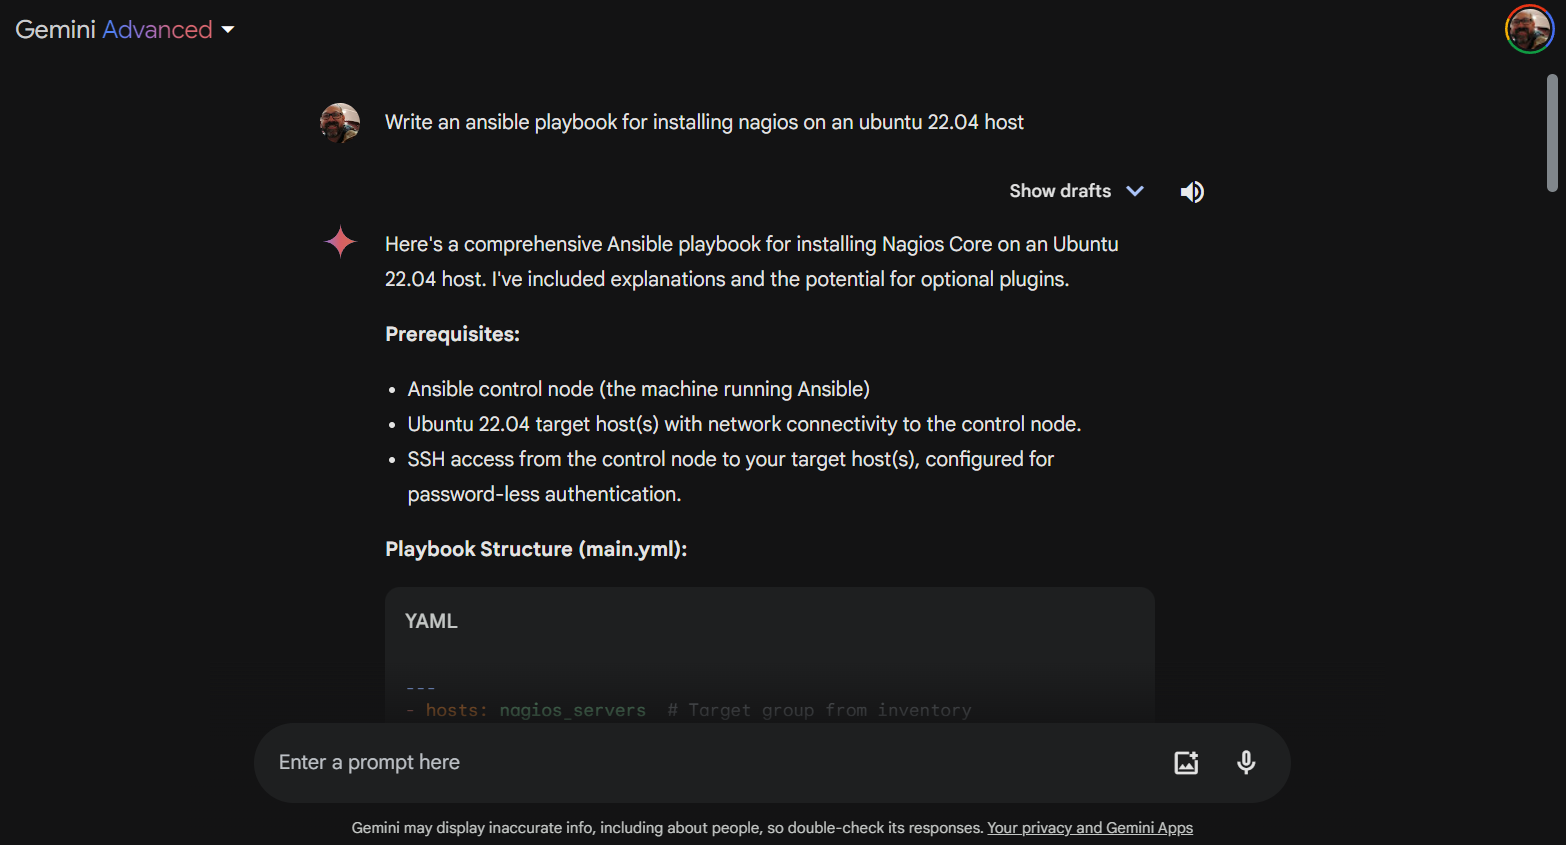 Gemini Advanced
Write an ansible playbook for installing nagios on an ubuntu 22.04 host
Show drafts
Here's a comprehensive Ansible playbook for installing Nagios Core on an Ubuntu
22.04 host. I've included explanations and the potential for optional plugins.
Prerequisites:
• Ansible control node (the machine running Ansible)
• Ubuntu 22.04 target host(s) with network connectivity to the control node.
• SSH access from the control node to your target host(s), configured for
password-less authentication.
Playbook Structure (main.yml):
YAML
---
- hosts: nagios_servers  # Target group from inventory
Enter a prompt here
Gemini may display inaccurate info, including about people, so double-check its responses. Your privacy and Gemini Apps